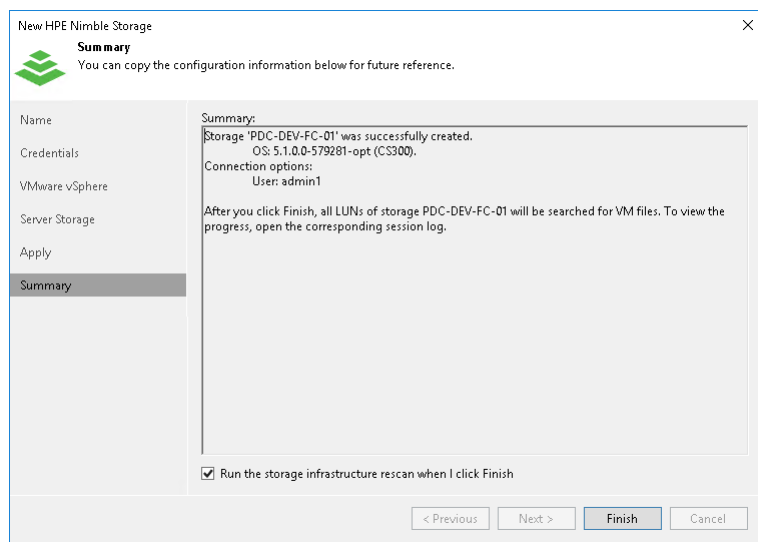 New HPE Nimble Storage
Summary
You can copy the configuration information below for future reference.
Name
Credentials
VMware vSphere
Server Storage
Apply
Summary
Summary:
Storage 'PDC-DEV-FC-01' was successfully created.
OS: 5.1.0.0-579281-opt (CS300).
Connection options:
User: admin1
After you click Finish, all LUNs of storage PDC-DEV-FC-01 will be searched for VM files. To view the
progress, open the corresponding session log.
Run the storage infrastructure rescan when I click Finish
< Previous
Next >
Finish
Cancel